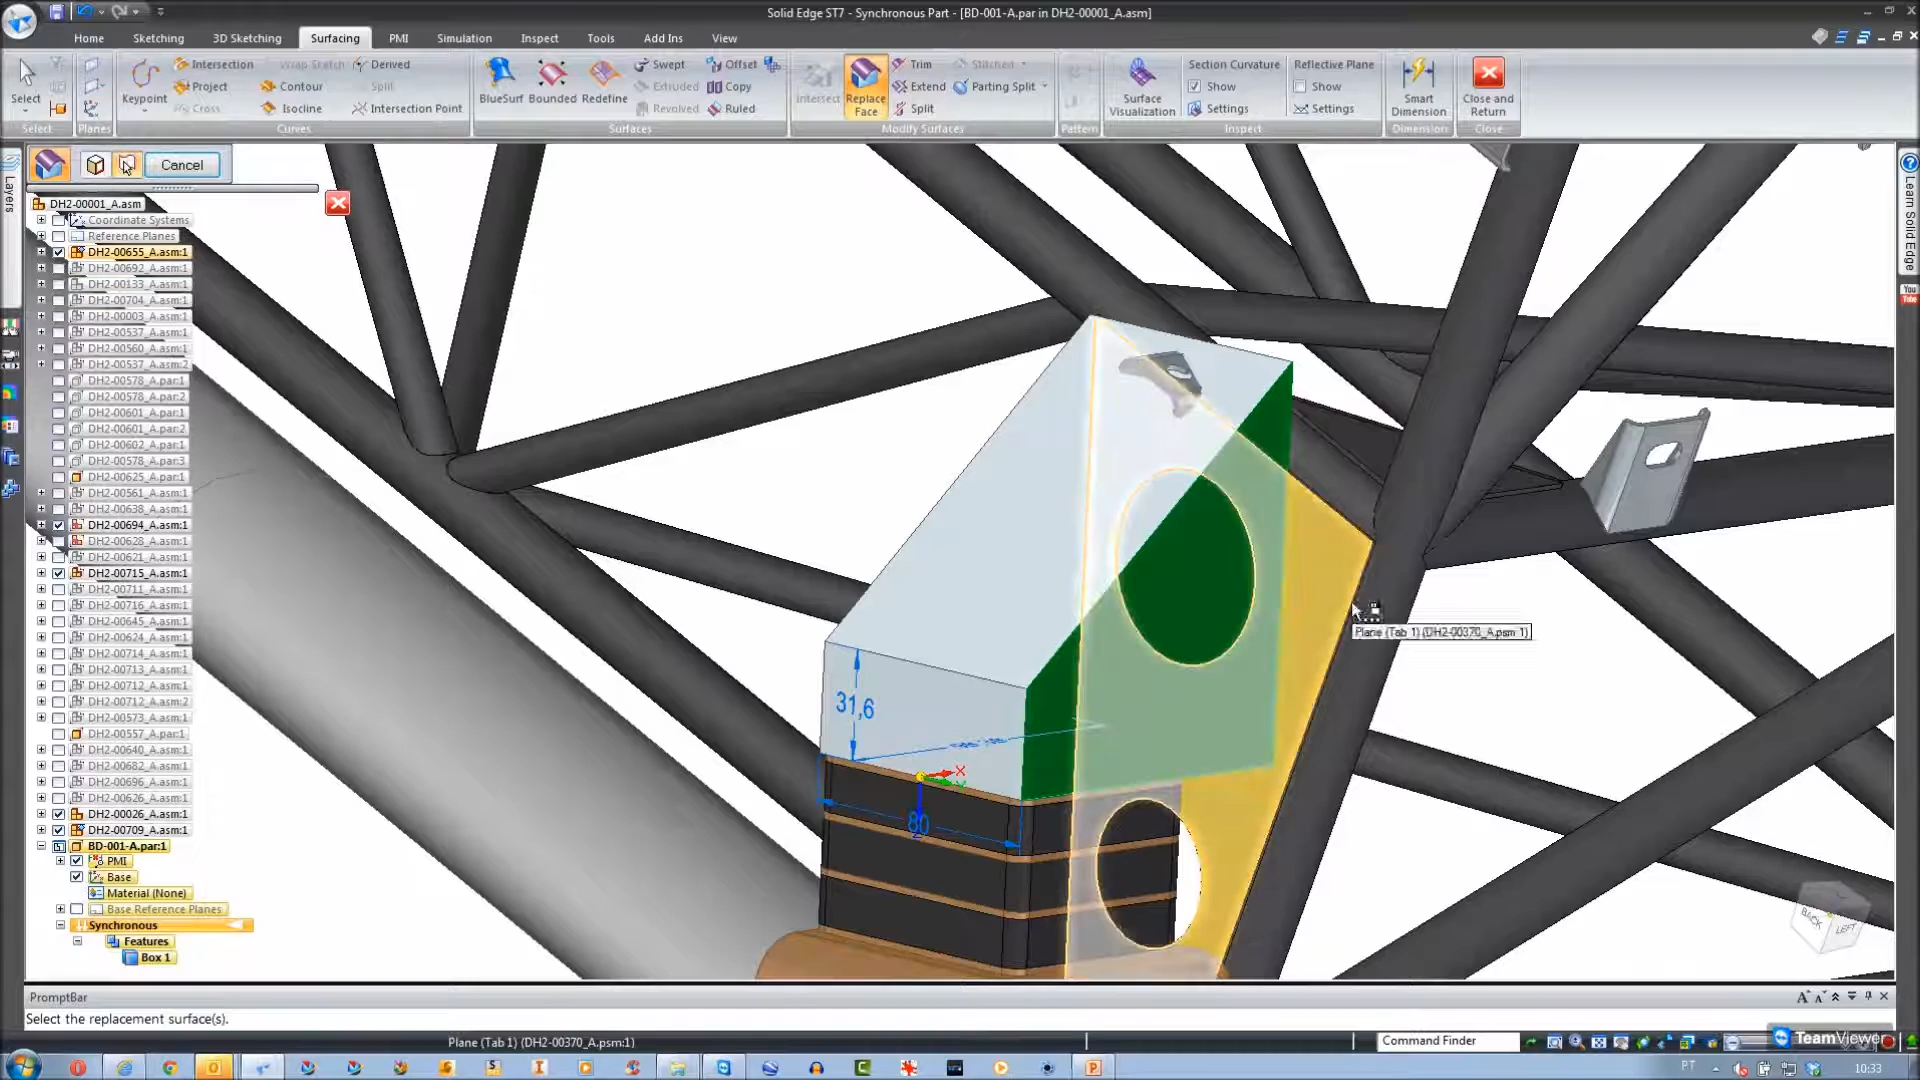 Solid Edge ST7 - Synchronous Part - [BD-001-A.par in DH2-00001_A.asm]
Home Sketching 3D Sketching Surfacing PMI Simulation Inspect Tools Add Ins View
Select
Select
Planes
Keypoint
Intersection
Project
Cross
Wrap Sketch
Contour
Isocline
Derived
Split
Intersection Point
Curves
BlueSurf
Bounded
Redefine
Swept
Extruded
Revolved
Offset
Copy
Ruled
Surfaces
Intersect
Replace
Face
Trim
Extend
Split
Stitched
Parting Split
Modify Surfaces
Pattern
Surface
Visualization
Section Curvature
Show
Settings
Reflective Plane
Show
Settings
Inspect
Smart
Dimension
Dimension
Close and
Return
Close
Cancel
Layers
DH2-00001_A.asm
Coordinate Systems
Reference Planes
DH2-00655_A.asm:1
DH2-00692_A.asm:1
DH2-00133_A.asm:1
DH2-00704_A.asm:1
DH2-00003_A.asm:1
DH2-00537_A.asm:1
DH2-00560_A.asm:1
DH2-00537_A.asm:2
DH2-00578_A.par:1
DH2-00578_A.par:2
DH2-00601_A.par:1
DH2-00601_A.par:2
DH2-00602_A.par:1
DH2-00578_A.par:3
DH2-00625_A.par:1
DH2-00561_A.asm:1
DH2-00638_A.asm:1
DH2-00694_A.asm:1
DH2-00628_A.asm:1
DH2-00621_A.asm:1
DH2-00715_A.asm:1
DH2-00711_A.asm:1
DH2-00716_A.asm:1
DH2-00645_A.asm:1
DH2-00624_A.asm:1
DH2-00714_A.asm:1
DH2-00713_A.asm:1
DH2-00712_A.asm:1
DH2-00712_A.asm:2
DH2-00573_A.asm:1
DH2-00557_A.par:1
DH2-00640_A.asm:1
DH2-00682_A.asm:1
DH2-00696_A.asm:1
DH2-00626_A.asm:1
DH2-00026_A.asm:1
DH2-00709_A.asm:1
BD-001-A.par:1
PMI
Base
Material (None)
Base Reference Planes
Synchronous
Features
Box 1
31,6
80
X
Y
Z
Plane (Tab 1) (DH2-00370_A.psm:1)
BACK
LEFT
Learn Solid Edge
You
Tube
PromptBar
Select the replacement surface(s).
Plane (Tab 1) (DH2-00370_A.psm:1)
Command Finder
TeamViewer
PT
10:33